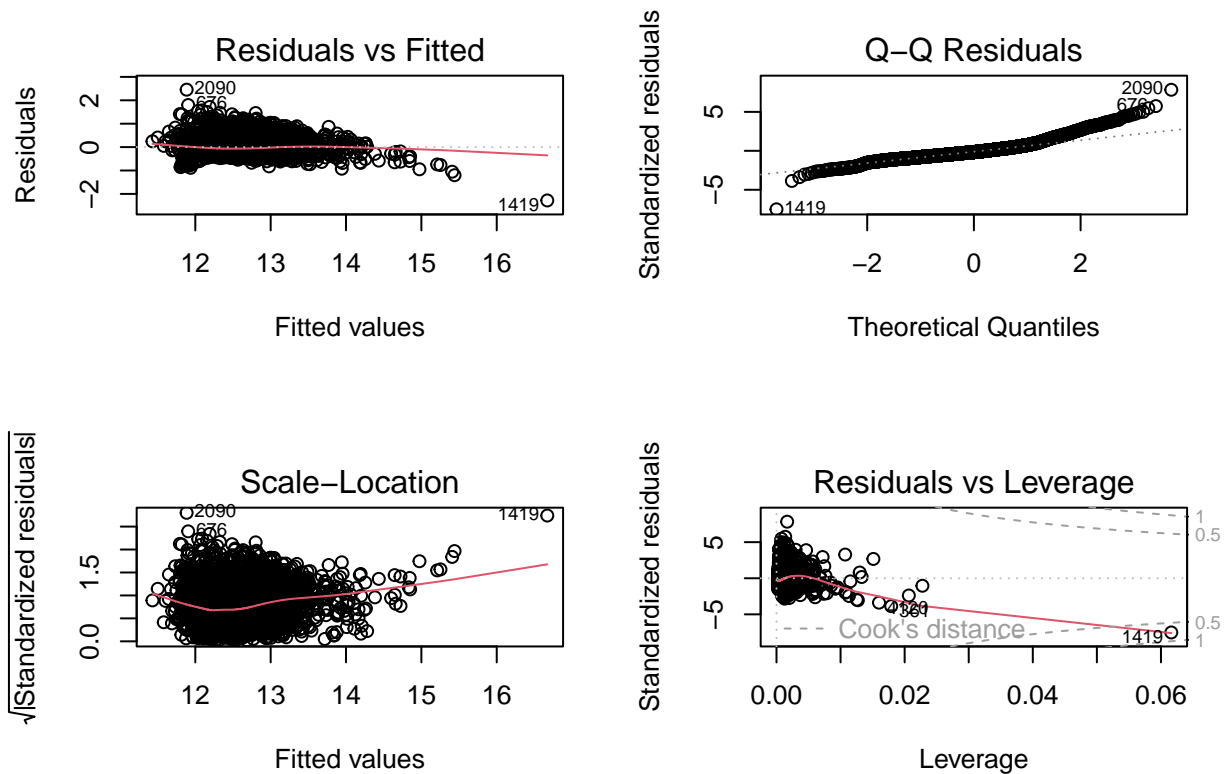 Residuals vs Fitted
Residuals
2
0
−2
2090
676
1419
12 13 14 15 16
Fitted values
Q−Q Residuals
Standardized residuals
5
−5
2090
676
1419
−2 0 2
Theoretical Quantiles
Scale−Location
√|Standardized residuals|
1.5
0.0
2090
676
1419
12 13 14 15 16
Fitted values
Residuals vs Leverage
Standardized residuals
5
−5
1
0.5
0.5
1
Cook's distance
1419
0.00 0.02 0.04 0.06
Leverage